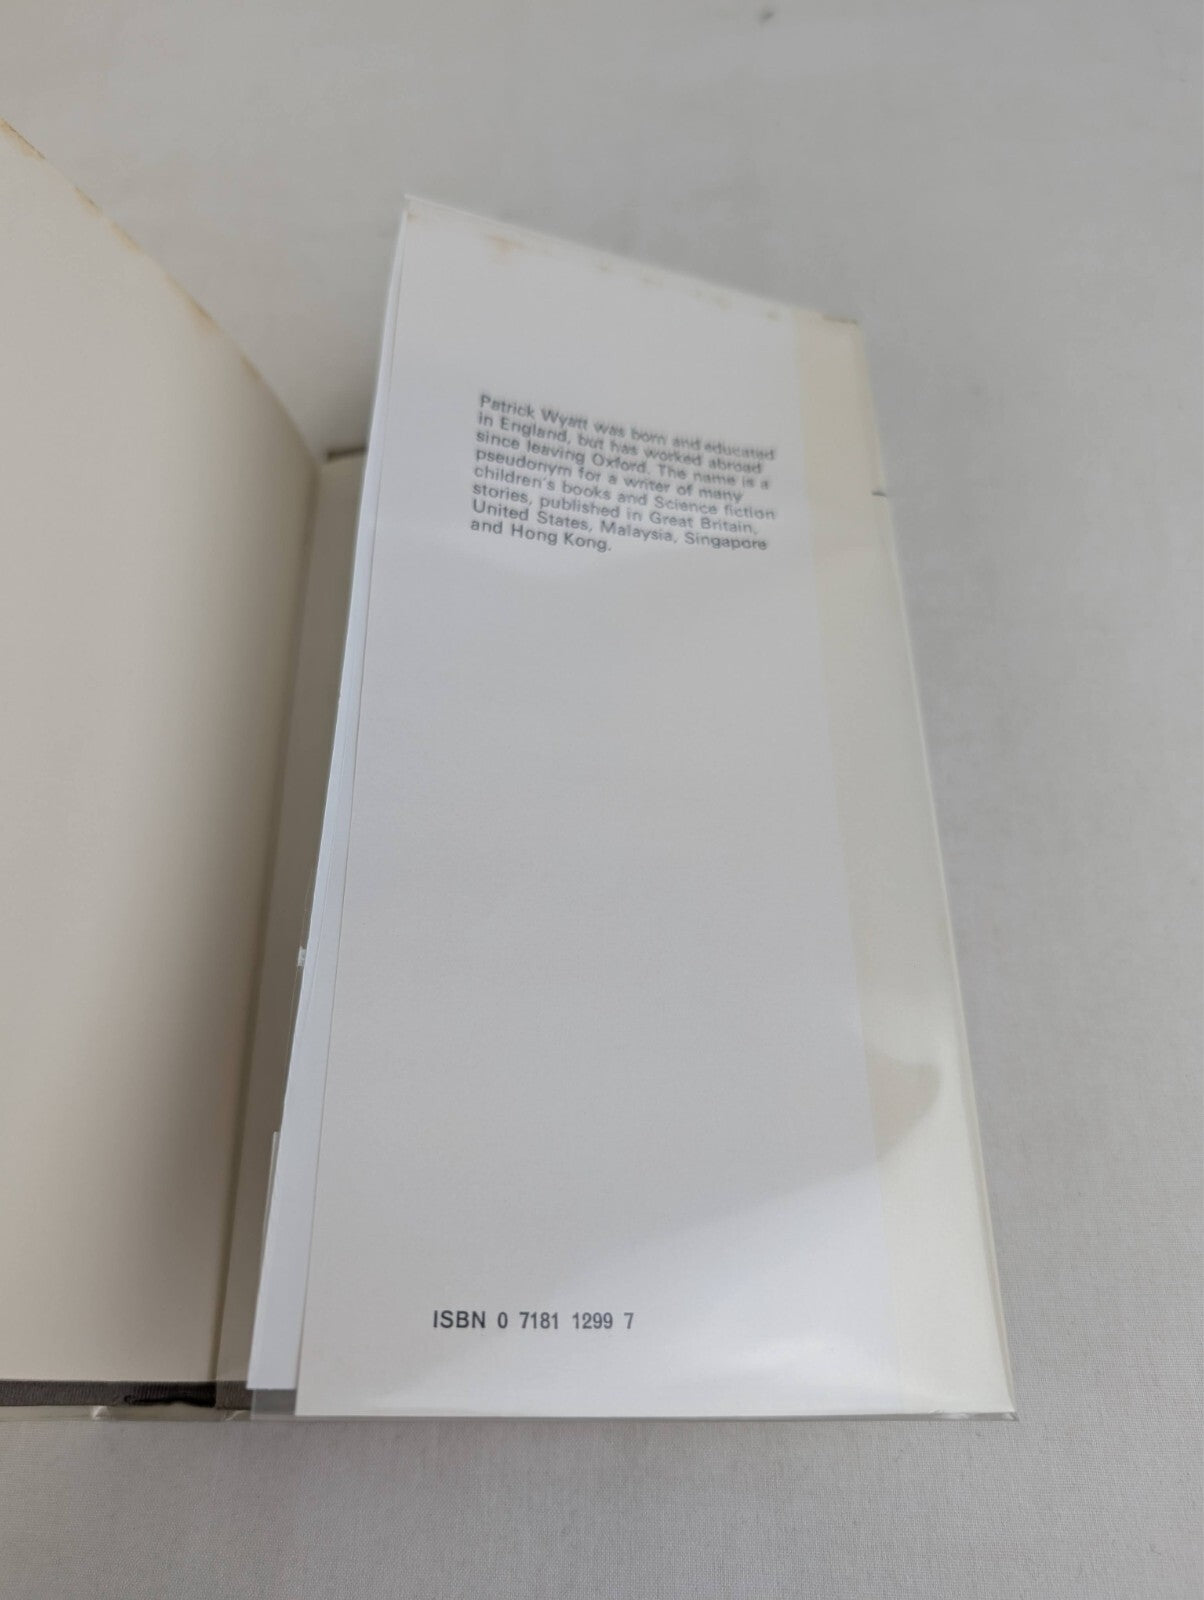 Patrick Wyatt was born and educated
in England, but has worked abroad
since leaving Oxford. The name is a
pseudonym for a writer of many
children's books and Science fiction
stories, published in Great Britain,
United States, Malaysia, Singapore
and Hong Kong.
ISBN 0 7181 1299 7